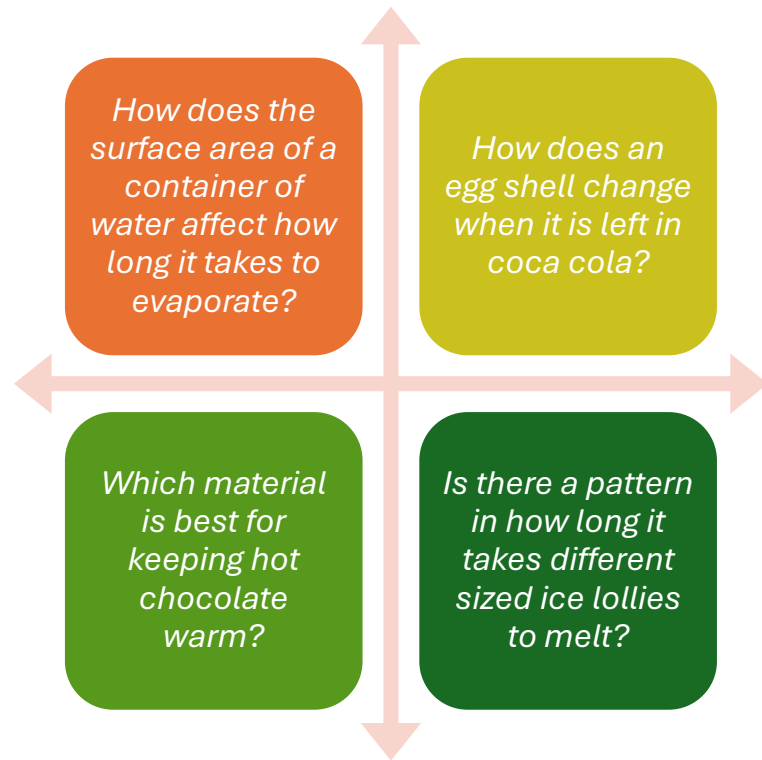 How does the
surface area of a
container of
water affect how
long it takes to
evaporate?
How does an
egg shell change
when it is left in
coca cola?
Which material
is best for
keeping hot
chocolate
warm?
Is there a pattern
in how long it
takes different
sized ice lollies
to melt?